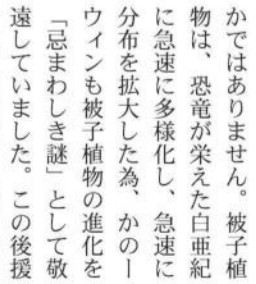 かではありません。被子植
物は、恐竜が栄えた白亜紀
に急速に多様化し、急速に
分布を拡大した為、かのー
ウィンも被子植物の進化を
「忌まわしき謎」として敬
遠していました。この後援